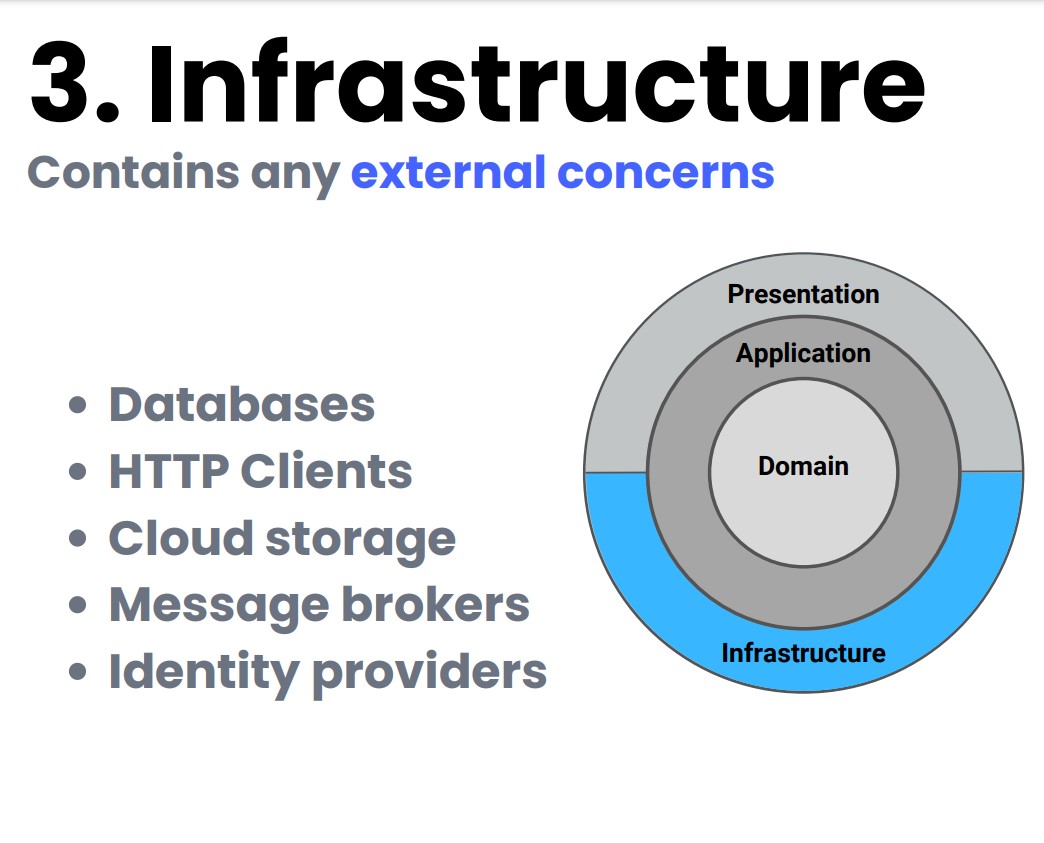 3. Infrastructure
Contains any external concerns
Databases
HTTP Clients
Cloud storage
Message brokers
Identity providers
Presentation
Application
Domain
Infrastructure